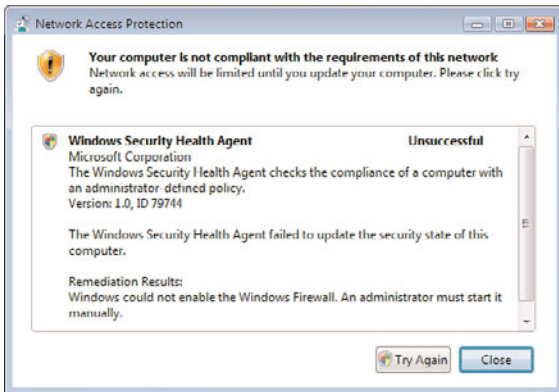 Network Access Protection
Your computer is not compliant with the requirements of this network
Network access will be limited until you update your computer. Please click try
again.
Windows Security Health Agent Unsuccessful
Microsoft Corporation
The Windows Security Health Agent checks the compliance of a computer with
an administrator-defined policy.
Version: 1.0, ID 79744
The Windows Security Health Agent failed to update the security state of this
computer.
Remediation Results:
Windows could not enable the Windows Firewall. An administrator must start it
manually.
Try Again Close